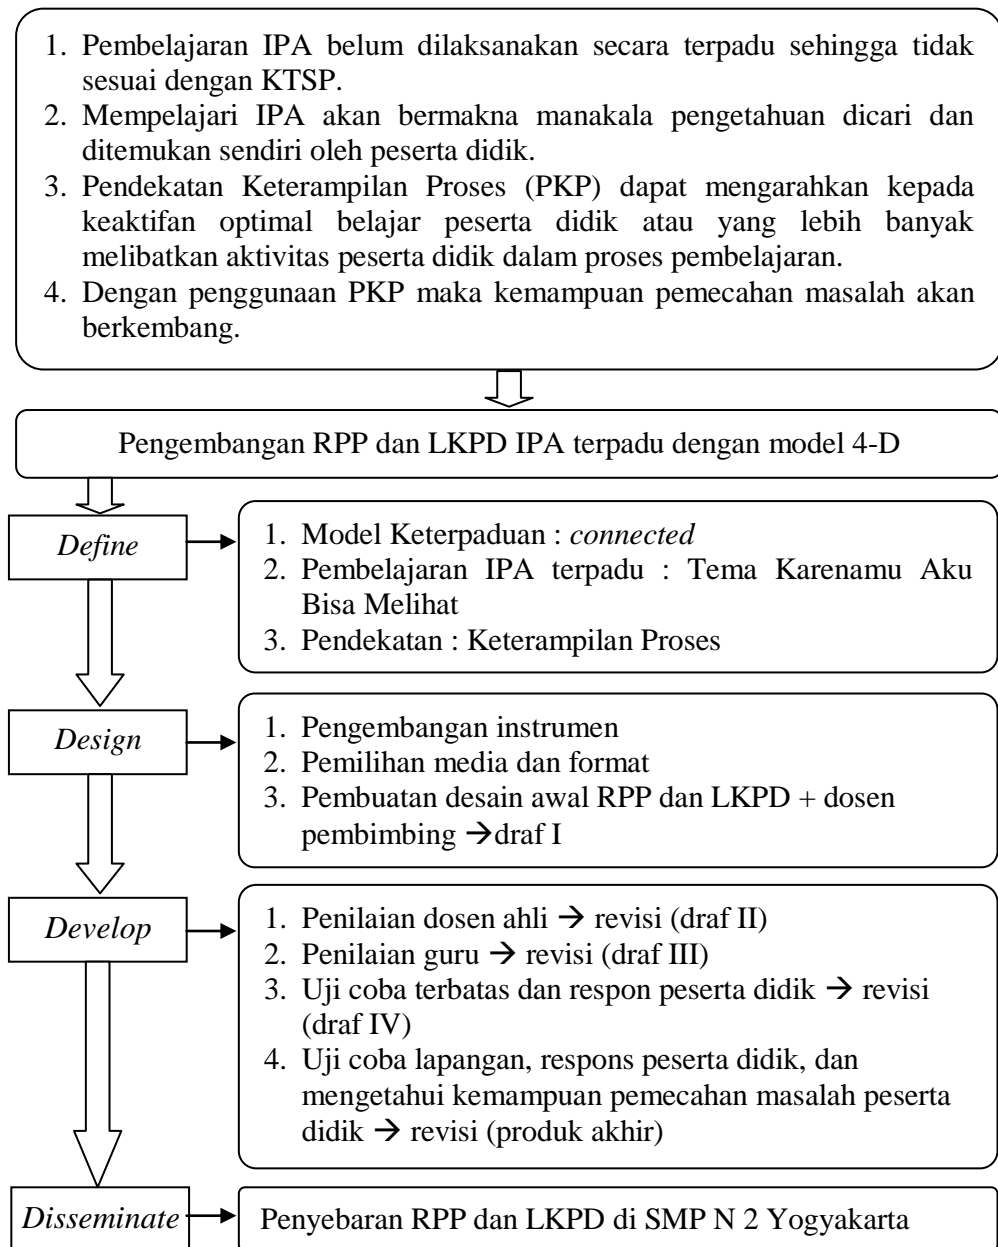 1. Pembelajaran IPA belum dilaksanakan secara terpadu sehingga tidak
sesuai dengan KTSP.
2. Mempelajari IPA akan bermakna manakala pengetahuan dicari dan
ditemukan sendiri oleh peserta didik.
3. Pendekatan Keterampilan Proses (PKP) dapat mengarahkan kepada
keaktifan optimal belajar peserta didik atau yang lebih banyak
melibatkan aktivitas peserta didik dalam proses pembelajaran.
4. Dengan penggunaan PKP maka kemampuan pemecahan masalah akan
berkembang.
Pengembangan RPP dan LKPD IPA terpadu dengan model 4-D
Define
1. Model Keterpaduan : connected
2. Pembelajaran IPA terpadu : Tema Karenamu Aku
Bisa Melihat
3. Pendekatan : Keterampilan Proses
Design
1. Pengembangan instrumen
2. Pemilihan media dan format
3. Pembuatan desain awal RPP dan LKPD + dosen
pembimbing →draf I
Develop
1. Penilaian dosen ahli → revisi (draf II)
2. Penilaian guru → revisi (draf III)
3. Uji coba terbatas dan respon peserta didik → revisi
(draf IV)
4. Uji coba lapangan, respons peserta didik, dan
mengetahui kemampuan pemecahan masalah peserta
didik → revisi (produk akhir)
Disseminate
Penyebaran RPP dan LKPD di SMP N 2 Yogyakarta